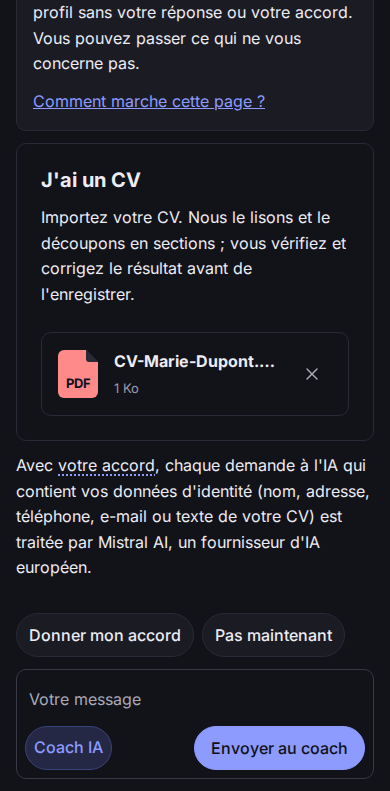 profil sans votre réponse ou votre accord.
Vous pouvez passer ce qui ne vous
concerne pas.
Comment marche cette page ?
J'ai un CV
Importez votre CV. Nous le lisons et le
découpons en sections ; vous vérifiez et
corrigez le résultat avant de
l'enregistrer.
PDF
CV-Marie-Dupont....
1 Ko
Avec votre accord, chaque demande à l'IA qui
contient vos données d'identité (nom, adresse,
téléphone, e-mail ou texte de votre CV) est
traitée par Mistral AI, un fournisseur d'IA
européen.
Donner mon accord
Pas maintenant
Votre message
Coach IA
Envoyer au coach